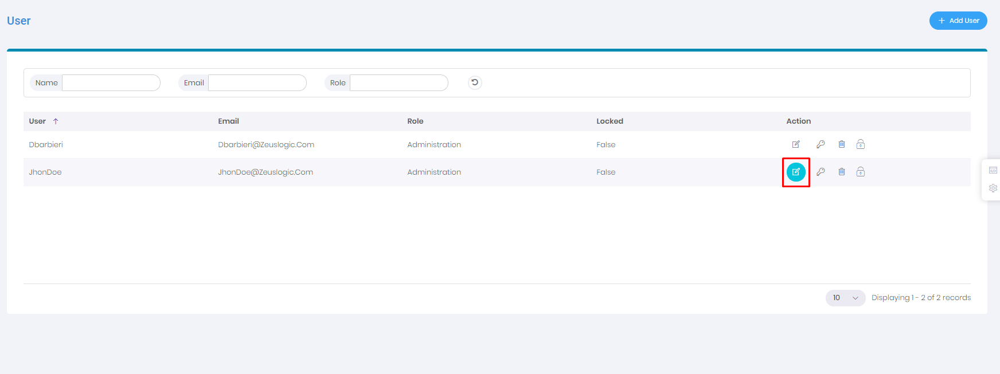 User
+ Add User
Name Email Role
User ↑ Email Role Locked Action
Dbarbieri Dbarbieri@Zeuslogic.Com Administration False
JhonDoe JhonDoe@Zeuslogic.Com Administration False
10 Displaying 1 - 2 of 2 records